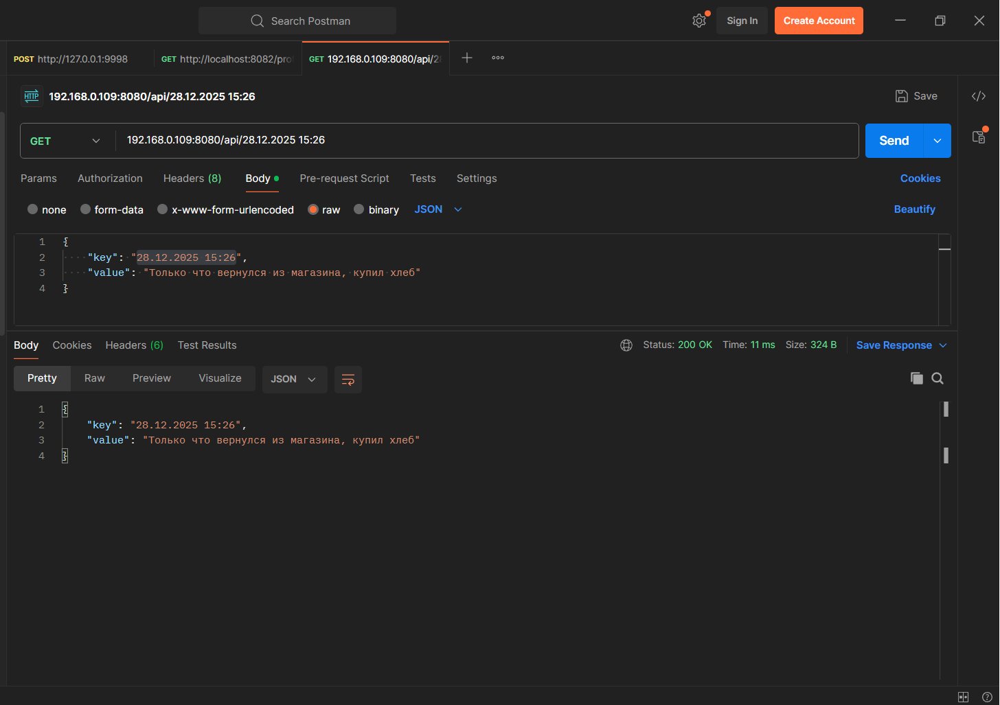 Search Postman
Sign In
Create Account
POST http://127.0.0.1:9998
GET http://localhost:8082/pro
GET 192.168.0.109:8080/api/28
HTTP 192.168.0.109:8080/api/28.12.2025 15:26
Save
GET 192.168.0.109:8080/api/28.12.2025 15:26
Send
Params Authorization Headers (8) Body Pre-request Script Tests Settings
Cookies
none form-data x-www-form-urlencoded raw binary JSON
Beautify
1 {
2 "key": "28.12.2025 15:26",
3 "value": "Только что вернулся из магазина, купил хлеб"
4 }
Body Cookies Headers (6) Test Results
Status: 200 OK Time: 11 ms Size: 324 B
Save Response
Pretty Raw Preview Visualize JSON
1 {
2 "key": "28.12.2025 15:26",
3 "value": "Только что вернулся из магазина, купил хлеб"
4 }